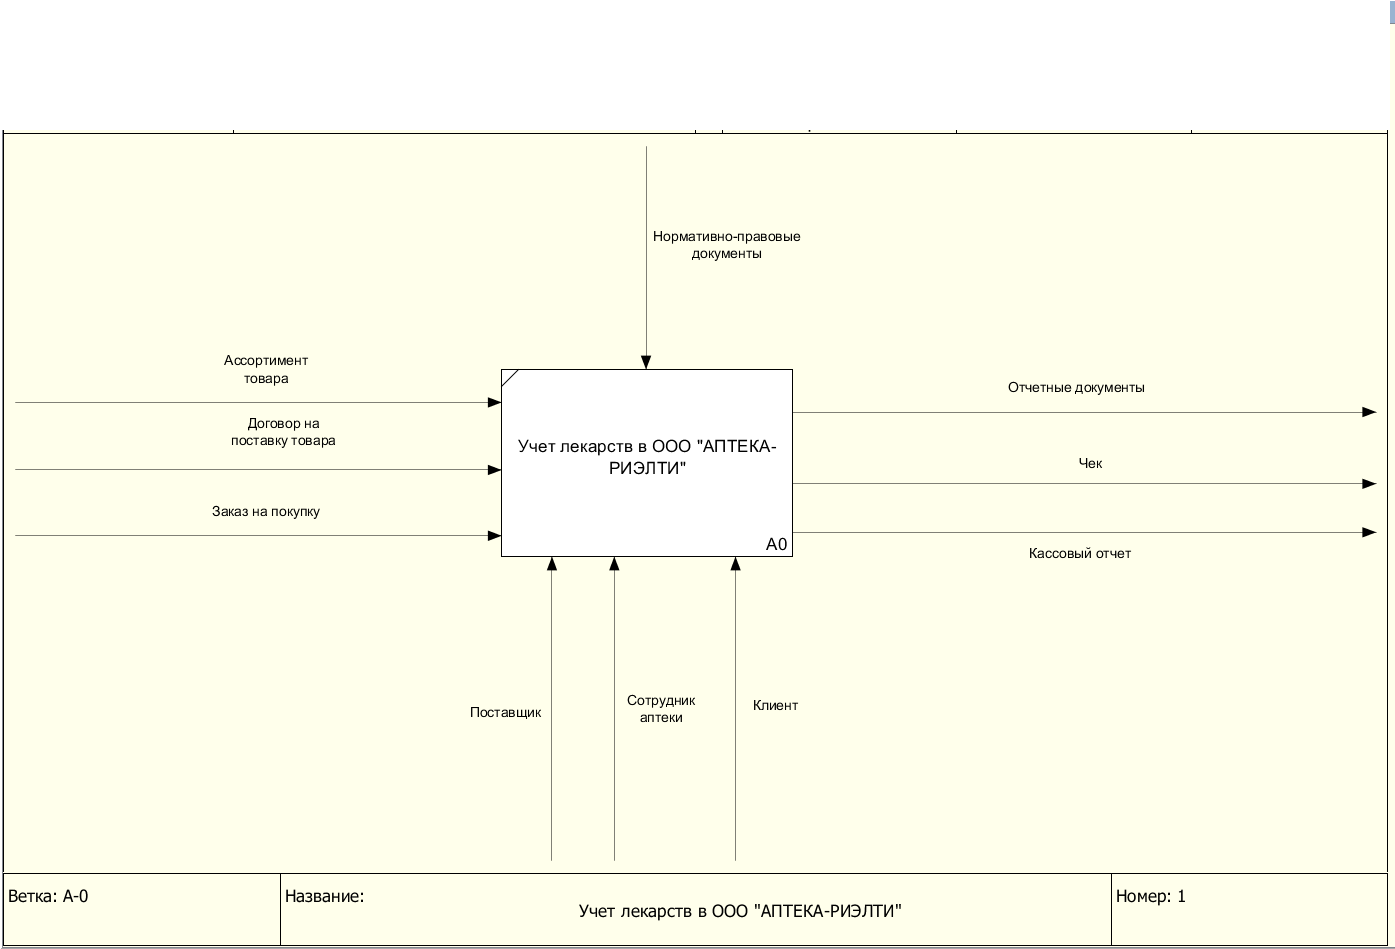 Нормативно-правовые
документы
Ассортимент
товара
Договор на
поставку товара
Заказ на покупку
Учет лекарств в ООО "АПТЕКА-
РИЭЛТИ"
A0
Отчетные документы
Чек
Кассовый отчет
Поставщик
Сотрудник
аптеки
Клиент
Ветка: A-0
Название:
Учет лекарств в ООО "АПТЕКА-РИЭЛТИ"
Номер: 1